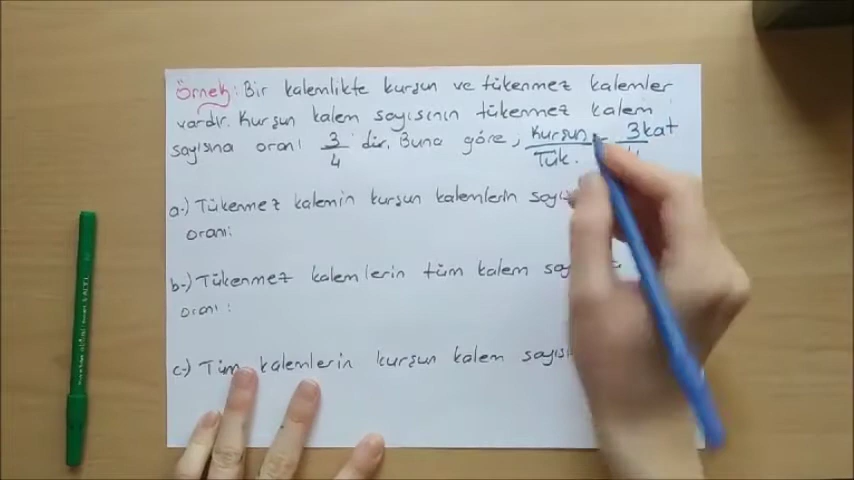 Örnek: Bir kalemlikte kurşun ve tükenmez kalemler
vardır. Kurşun kalem sayısının tükenmez kalem
sayısına oranı 3/4 dir. Buna göre, kurşun/Tük. = 3kat
a-) Tükenmez kalemin kurşun kalemlerin
oranı:
b-) Tükenmez kalemlerin tüm kalem
oranı:
c-) Tüm kalemlerin kurşun kalem